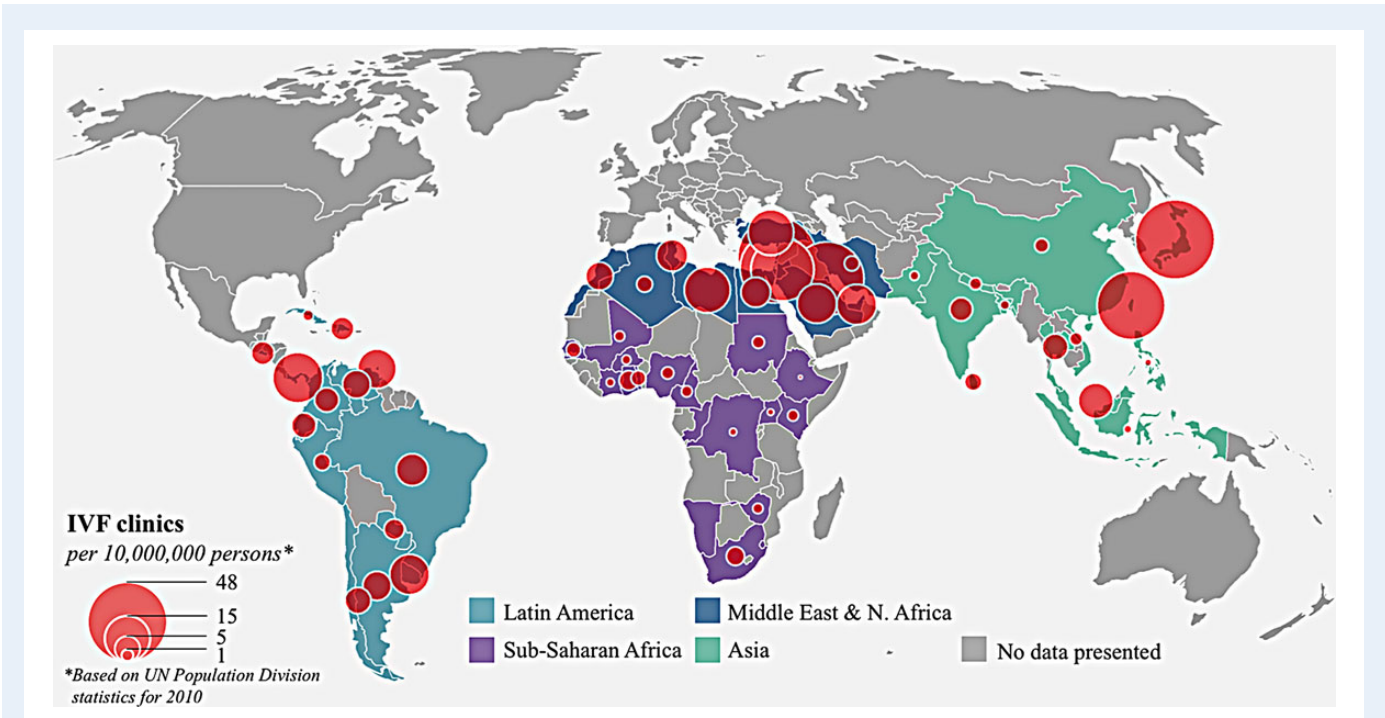 IVF clinics
per 10,000,000 persons*
48
15
5
1
*Based on UN Population Division
statistics for 2010
Latin America
Middle East & N. Africa
Sub-Saharan Africa
Asia
No data presented